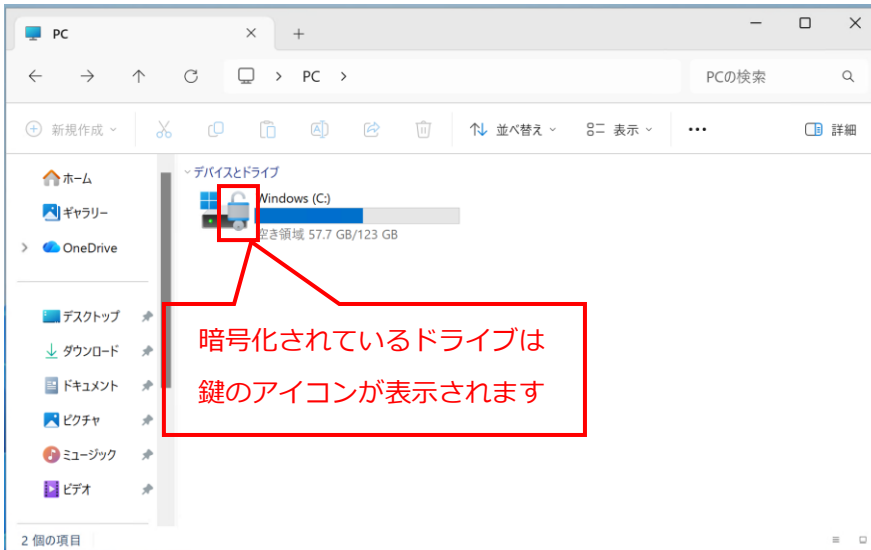 PC
PC
PCの検索
新規作成
並べ替え
表示
詳細
ホーム
ギャラリー
OneDrive
デスクトップ
ダウンロード
ドキュメント
ピクチャ
ミュージック
ビデオ
デバイスとドライブ
Windows (C:)
空き領域 57.7 GB/123 GB
暗号化されているドライブは
鍵のアイコンが表示されます
2 個の項目